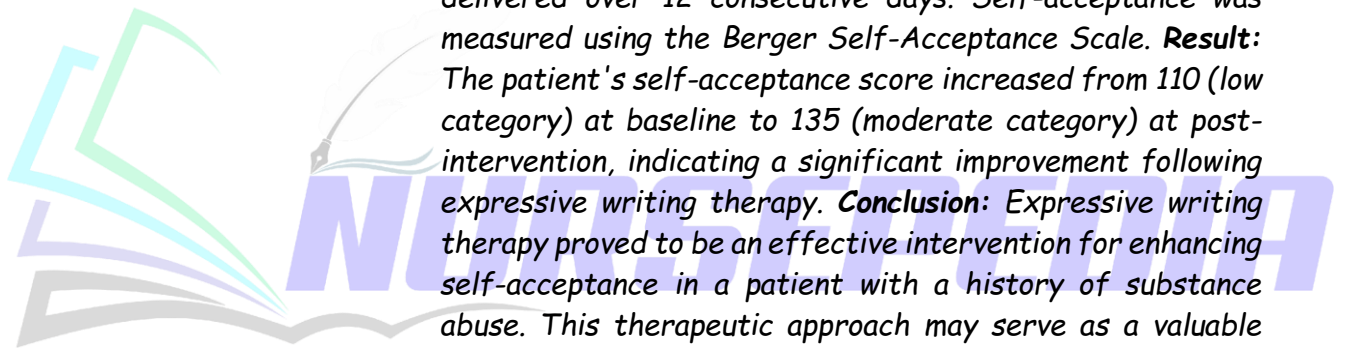 delivered over 12 consecutive days. Self-acceptance was
measured using the Berger Self-Acceptance Scale. Result:
The patient's self-acceptance score increased from 110 (low
category) at baseline to 135 (moderate category) at post-
intervention, indicating a significant improvement following
expressive writing therapy. Conclusion: Expressive writing
therapy proved to be an effective intervention for enhancing
self-acceptance in a patient with a history of substance
abuse. This therapeutic approach may serve as a valuable
NURSEPEDIA